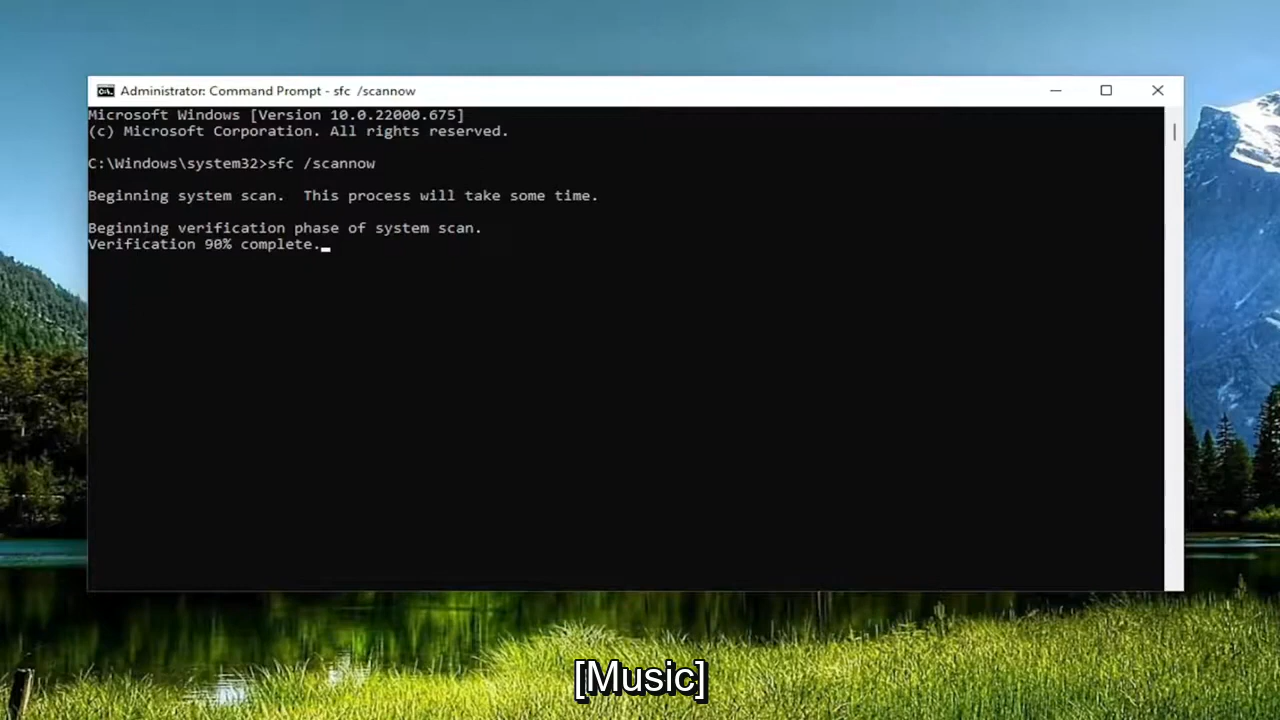 Administrator: Command Prompt - sfc  /scannow
Microsoft Windows [Version 10.0.22000.675]
(c) Microsoft Corporation. All rights reserved.
C:\Windows\system32>sfc /scannow
Beginning system scan.  This process will take some time.
Beginning verification phase of system scan.
Verification 90% complete.
[Music]